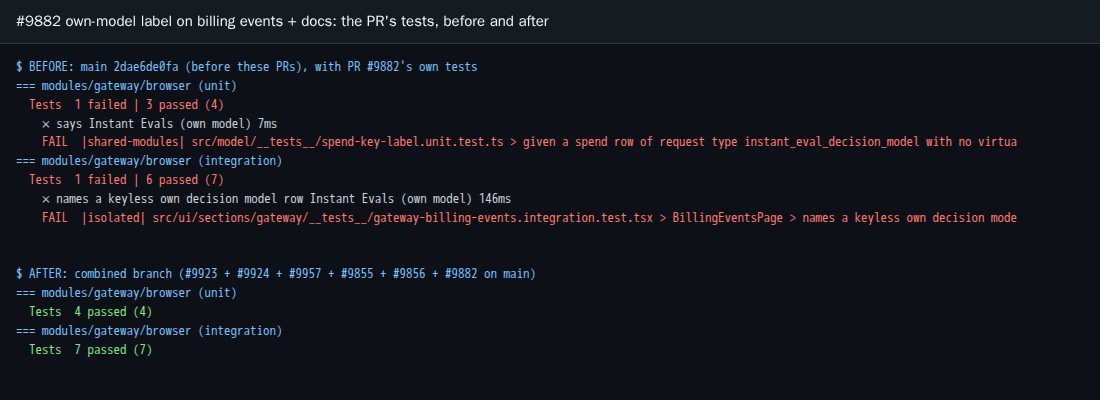 #9882 own-model label on billing events + docs: the PR's tests, before and after
$ BEFORE: main 2dae6de0fa (before these PRs), with PR #9882's own tests
=== modules/gateway/browser (unit)
Tests 1 failed | 3 passed (4)
× says Instant Evals (own model) 7ms
FAIL |shared-modules| src/model/__tests__/spend-key-label.unit.test.ts > given a spend row of request type instant_eval_decision_model with no virtua
=== modules/gateway/browser (integration)
Tests 1 failed | 6 passed (7)
× names a keyless own decision model row Instant Evals (own model) 146ms
FAIL |isolated| src/ui/sections/gateway/__tests__/gateway-billing-events.integration.test.tsx > BillingEventsPage > names a keyless own decision mode
$ AFTER: combined branch (#9923 + #9924 + #9957 + #9855 + #9856 + #9882 on main)
=== modules/gateway/browser (unit)
Tests 4 passed (4)
=== modules/gateway/browser (integration)
Tests 7 passed (7)